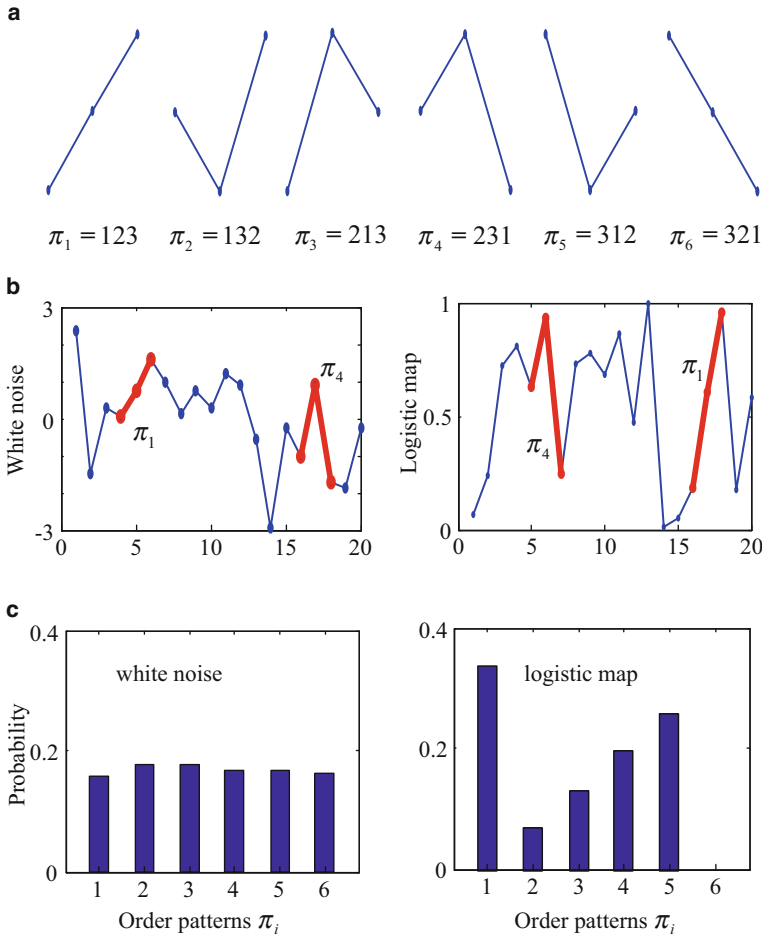 a
π₁ = 123 π₂ = 132 π₃ = 213 π₄ = 231 π₅ = 312 π₆ = 321
b
3
0
-3
White noise
π₁
π₄
0 5 10 15 20
1
0.5
0
Logistic map
π₄
π₁
0 5 10 15 20
c
0.4
0.2
0
Probability
white noise
1 2 3 4 5 6
Order patterns πᵢ
0.4
0.2
0
logistic map
1 2 3 4 5 6
Order patterns πᵢ